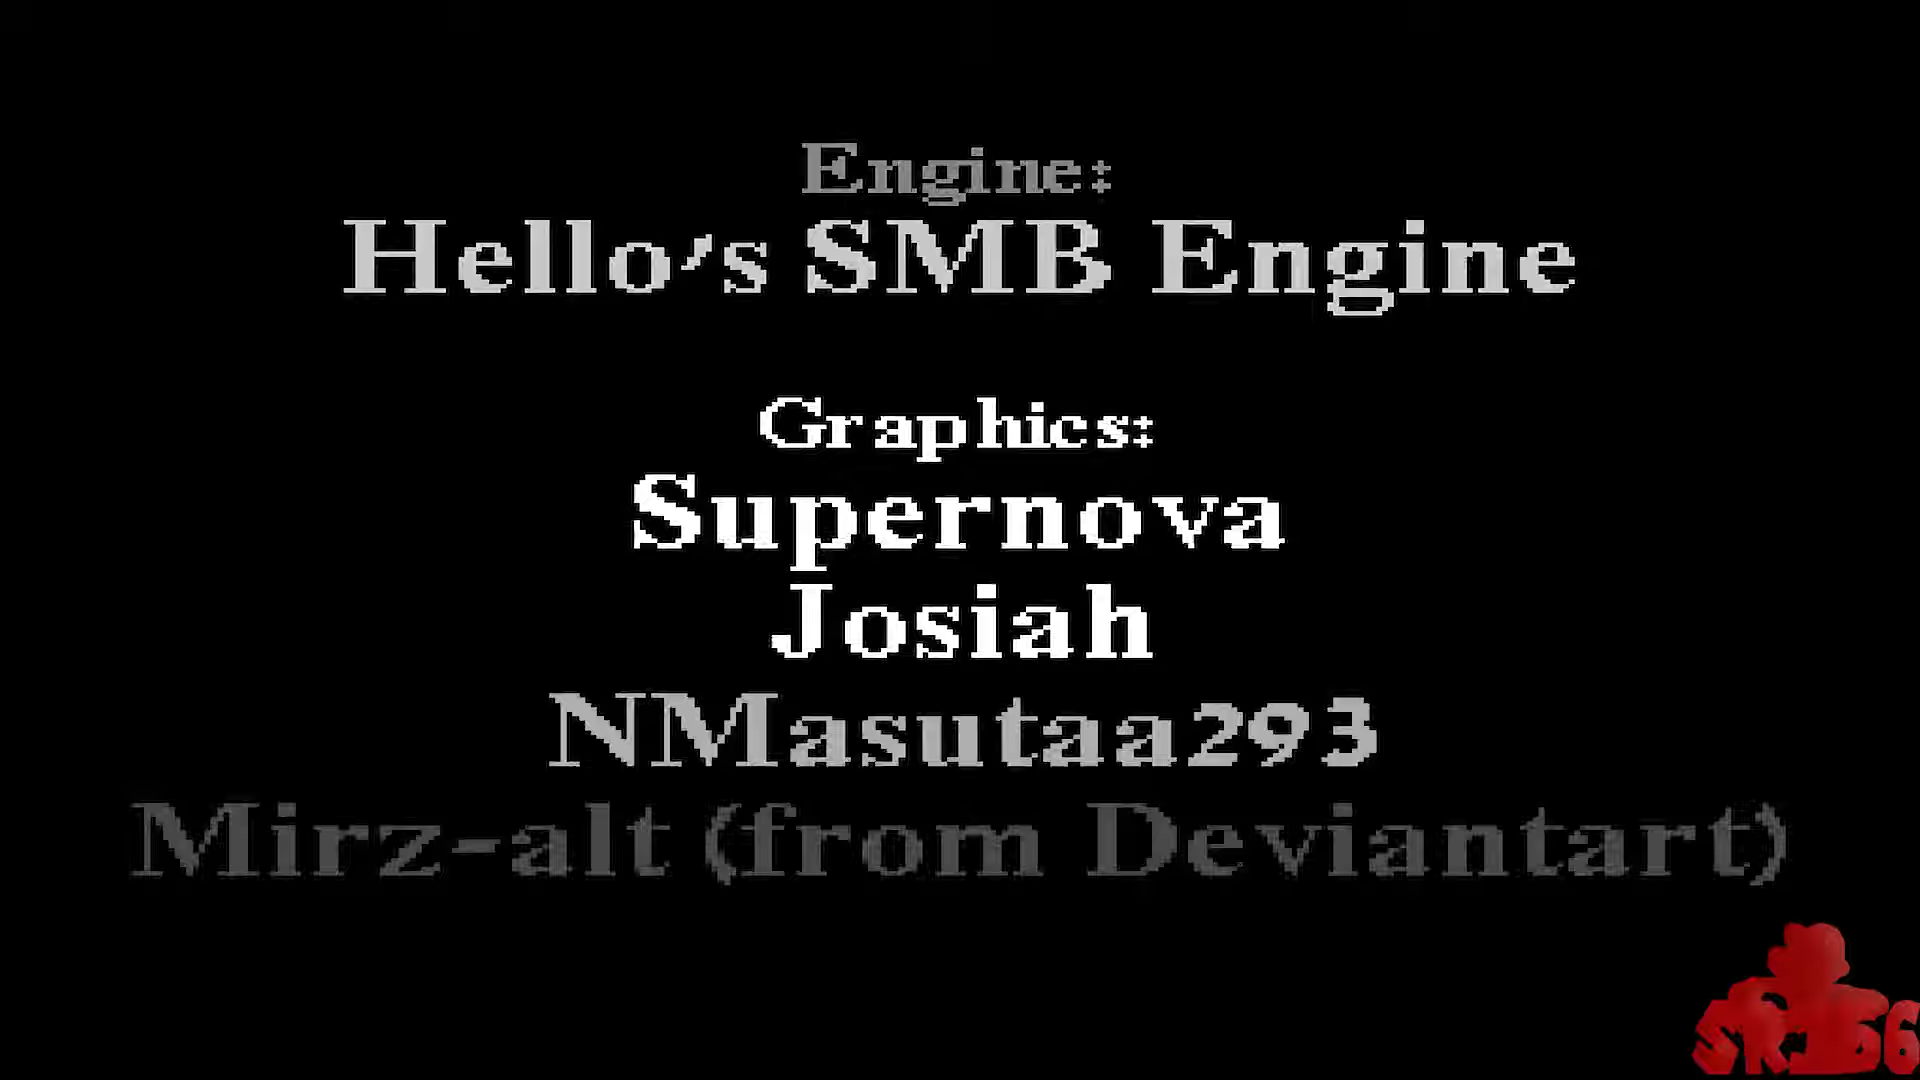 Engine:
Hello's SMB Engine
Graphics:
Supernova
Josiah
NMasutaa293
Mirz-alt (from Deviantart)